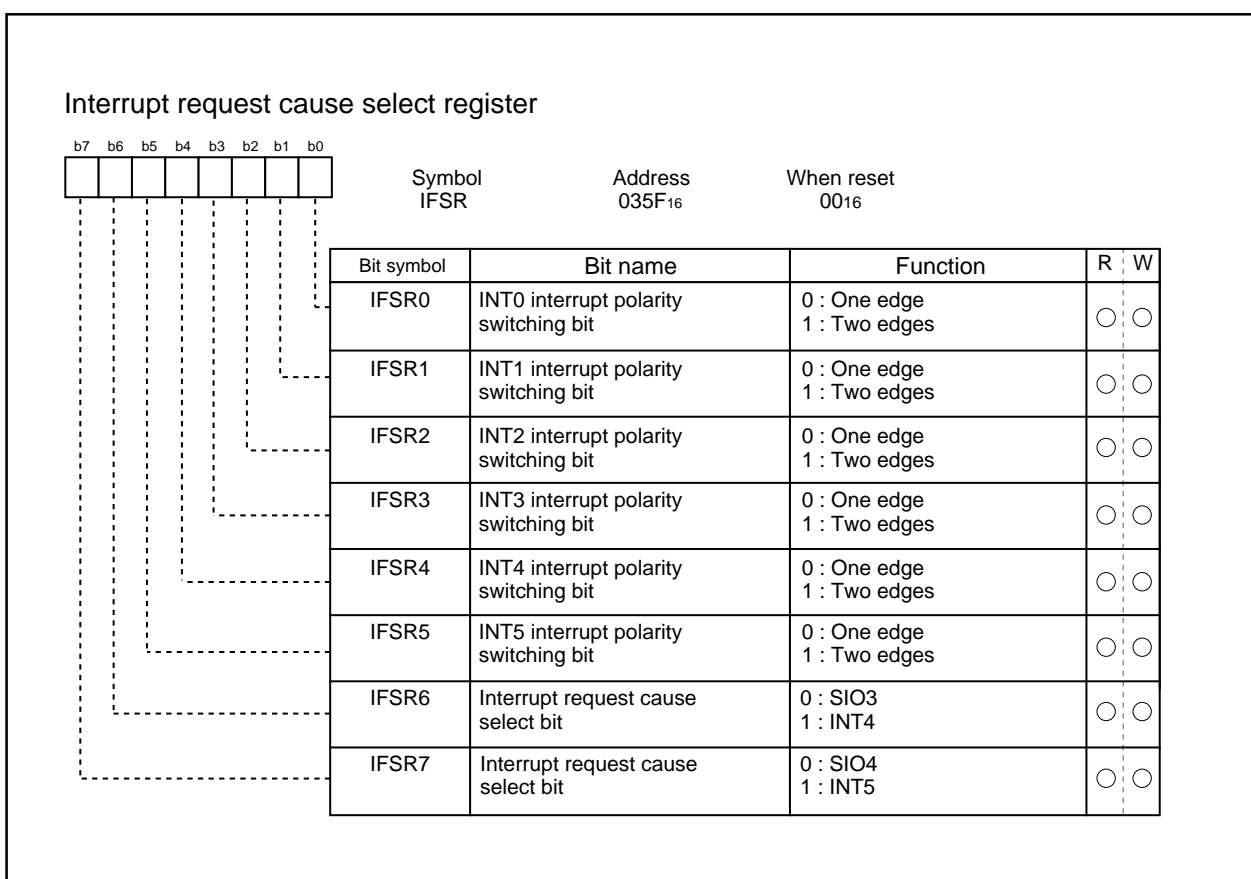 Interrupt request cause select register
b7 b6 b5 b4 b3 b2 b1 b0
Symbol Address When reset
IFSR 035F16 0016
Bit symbol Bit name Function R W
IFSR0 INT0 interrupt polarity 0 : One edge
switching bit 1 : Two edges
IFSR1 INT1 interrupt polarity 0 : One edge
switching bit 1 : Two edges
IFSR2 INT2 interrupt polarity 0 : One edge
switching bit 1 : Two edges
IFSR3 INT3 interrupt polarity 0 : One edge
switching bit 1 : Two edges
IFSR4 INT4 interrupt polarity 0 : One edge
switching bit 1 : Two edges
IFSR5 INT5 interrupt polarity 0 : One edge
switching bit 1 : Two edges
IFSR6 Interrupt request cause 0 : SIO3
select bit 1 : INT4
IFSR7 Interrupt request cause 0 : SIO4
select bit 1 : INT5